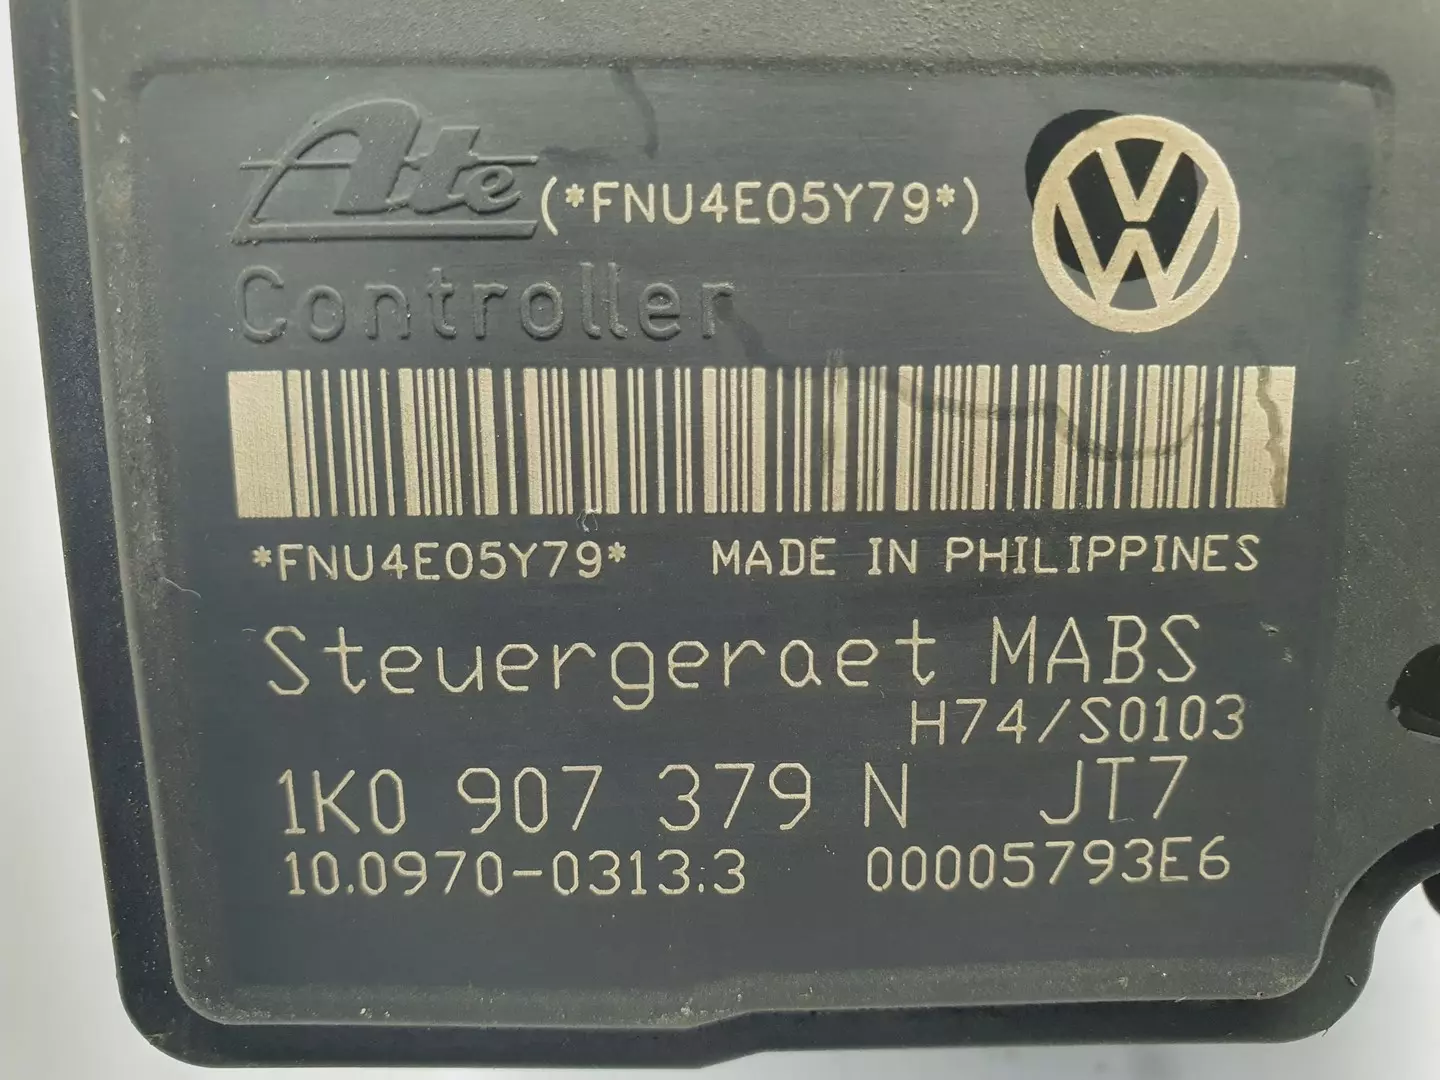 Ate (*FNU4E05Y79*)
Controller
*FNU4E05Y79* MADE IN PHILIPPINES
Steuergeraet MABS
H74/S0103
1K0 907 379 N JT7
10.0970-0313.3 00005793E6